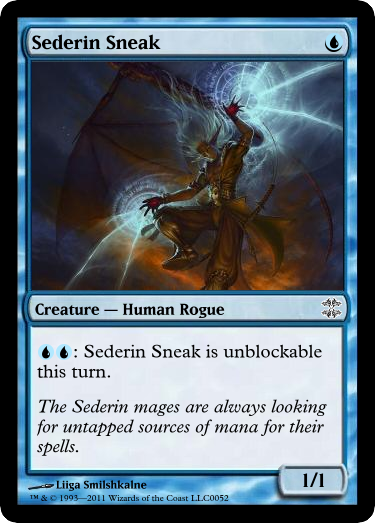 Sederin Sneak
Creature — Human Rogue
: Sederin Sneak is unblockable
this turn.
The Sederin mages are always looking
for untapped sources of mana for their
spells.
1/1
Liiga Smilshkalne
™ & © 1993—2011 Wizards of the Coast LLC0052